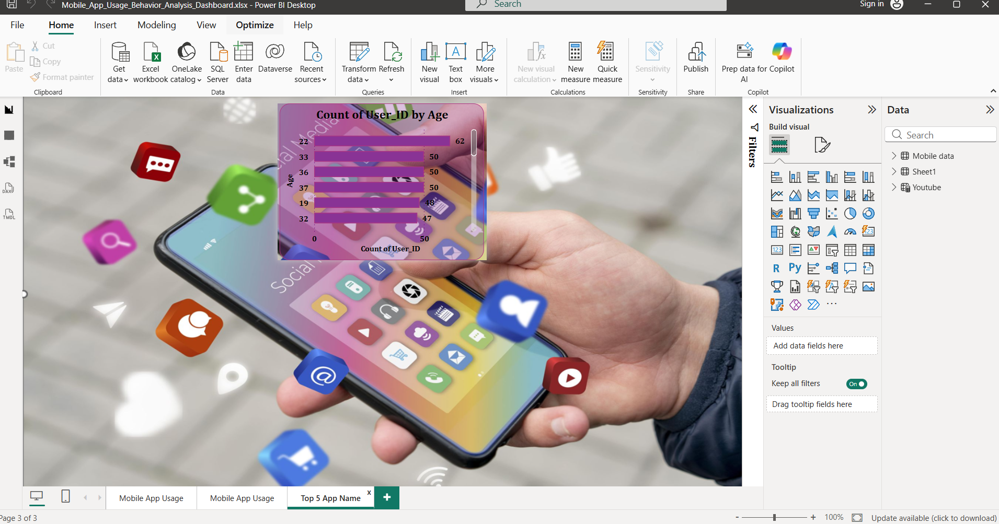 Mobile_App_Usage_Behavior_Analysis_Dashboard.xlsx - Power BI Desktop
Search
Sign in
File Home Insert Modeling View Optimize Help
Paste
Cut
Copy
Format painter
Clipboard
Get data
Excel workbook
OneLake catalog
SQL Server
Enter data
Dataverse
Recent sources
Data
Transform data
Refresh
Queries
New visual
Text box
More visuals
Insert
New visual calculation
New measure
Quick measure
Calculations
Sensitivity
Sensitivity
Publish
Share
Prep data for AI
Copilot
Copilot
DAX
TMDL
Count of User_ID by Age
Age
22 62
33 50
36 50
37 50
19 48
32 47
0 50
Count of User_ID
Social Media
Social
@
Filters
Visualizations
Build visual
123
123
R
Py
...
Values
Add data fields here
Tooltip
Keep all filters
On
Drag tooltip fields here
Data
Search
Mobile data
Sheet1
Youtube
Mobile App Usage
Mobile App Usage
Top 5 App Name
x
+
Page 3 of 3
- + 100%
Update available (click to download)